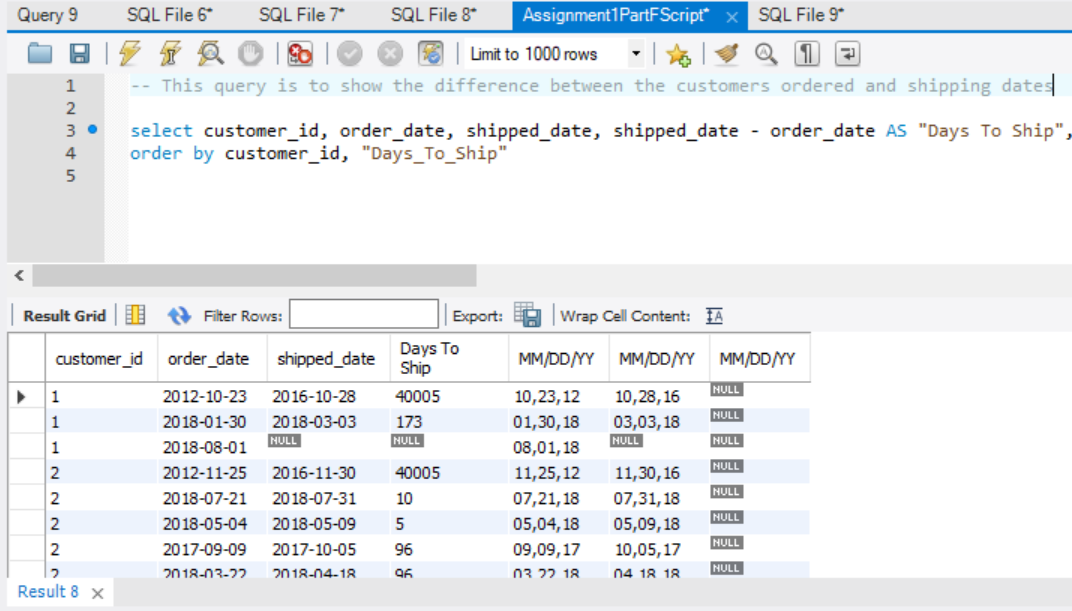 Query 9 SQL File 6* SQL File 7* SQL File 8* Assignment1PartFScript* × SQL File 9*
Limit to 1000 rows
1 -- This query is to show the difference between the customers ordered and shipping dates
2
3 select customer_id, order_date, shipped_date, shipped_date - order_date AS "Days To Ship",
4 order by customer_id, "Days_To_Ship"
5
Result Grid Filter Rows: Export: Wrap Cell Content: IA
customer_id order_date shipped_date Days To Ship MM/DD/YY MM/DD/YY MM/DD/YY
1 2012-10-23 2016-10-28 40005 10,23,12 10,28,16 NULL
1 2018-01-30 2018-03-03 173 01,30,18 03,03,18 NULL
1 2018-08-01 NULL NULL 08,01,18 NULL NULL
2 2012-11-25 2016-11-30 40005 11,25,12 11,30,16 NULL
2 2018-07-21 2018-07-31 10 07,21,18 07,31,18 NULL
2 2018-05-04 2018-05-09 5 05,04,18 05,09,18 NULL
2 2017-09-09 2017-10-05 96 09,09,17 10,05,17 NULL
2 2018-03-22 2018-04-18 96 03,22,18 04,18,18 NULL
Result 8 ×